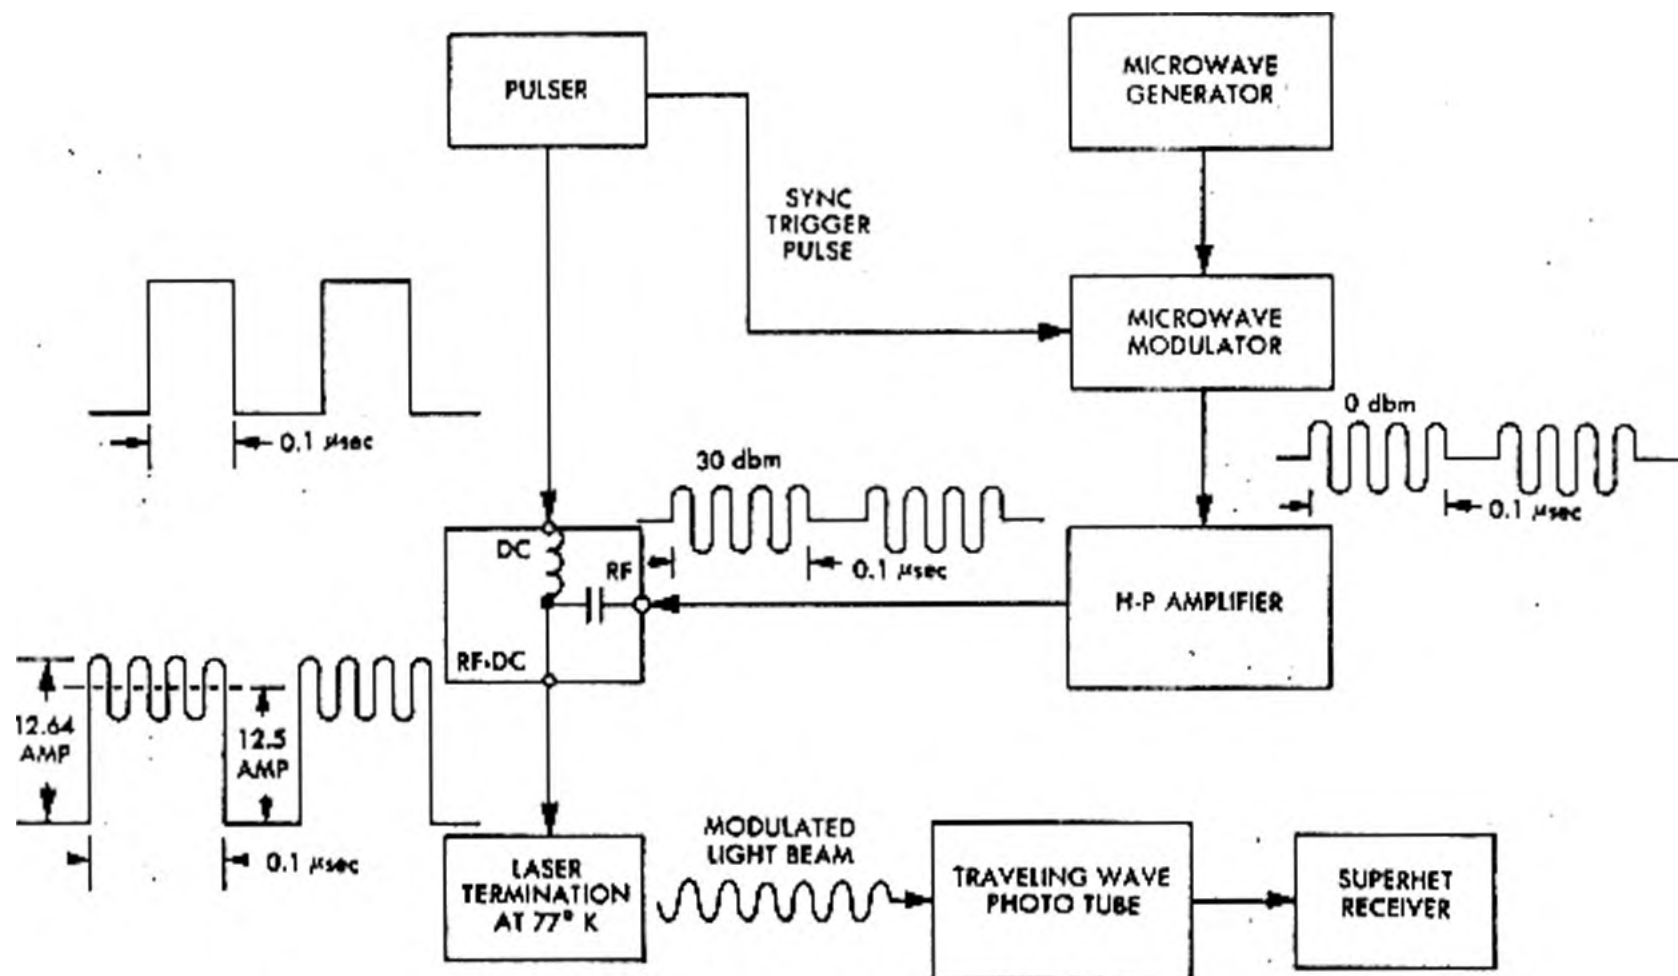 PULSER
MICROWAVE
GENERATOR
SYNC
TRIGGER
PULSE
MICROWAVE
MODULATOR
0.1 μsec
0 dbm
0.1 μsec
30 dbm
0.1 μsec
DC
RF
RF+DC
H-P AMPLIFIER
12.64
AMP
12.5
AMP
0.1 μsec
LASER
TERMINATION
AT 77° K
MODULATED
LIGHT BEAM
TRAVELING WAVE
PHOTO TUBE
SUPERHET
RECEIVER